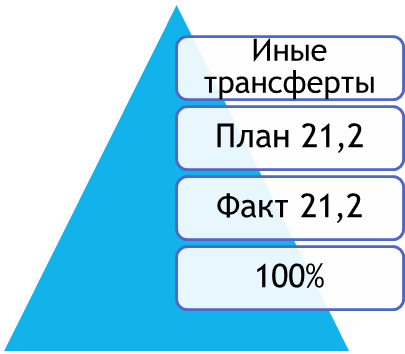 Иные
трансферты
План 21,2
Факт 21,2
100%